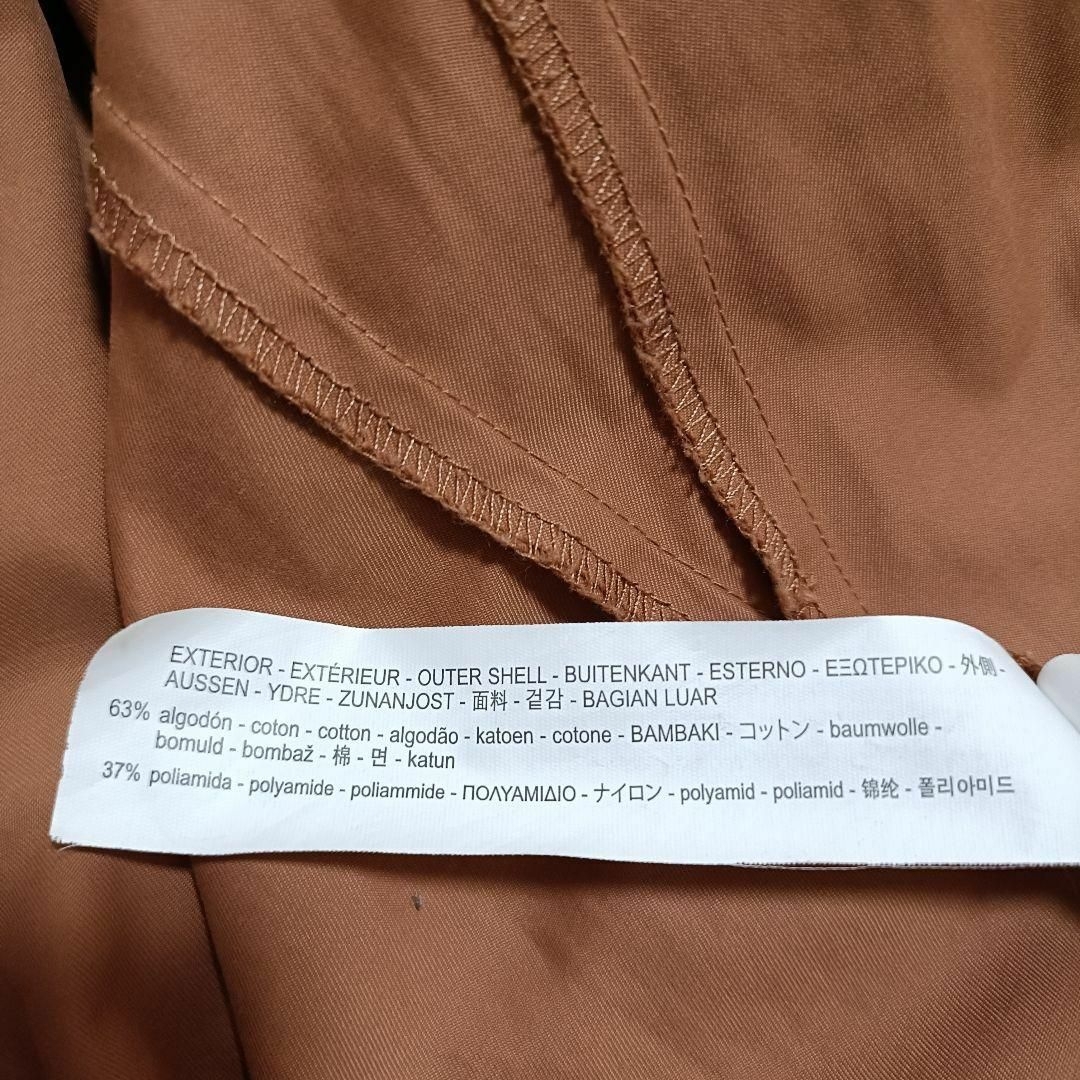 EXTERIOR - EXTÉRIEUR - OUTER SHELL - BUITENKANT - ESTERNO - ΕΞΩΤΕΡΙΚΟ - 外側 -
AUSSEN - YDRE - ZUNANJOST - 面料 - 겉감 - BAGIAN LUAR
63% algodón - coton - cotton - algodão - katoen - cotone - BAMBAKI - コットン - baumwolle -
bomuld - bombaž - 棉 - 면 - katun
37% poliamida - polyamide - poliammide - ΠΟΛΥΑΜΙΔΙΟ - ナイロン - polyamid - poliamid - 锦纶 - 폴리아미드